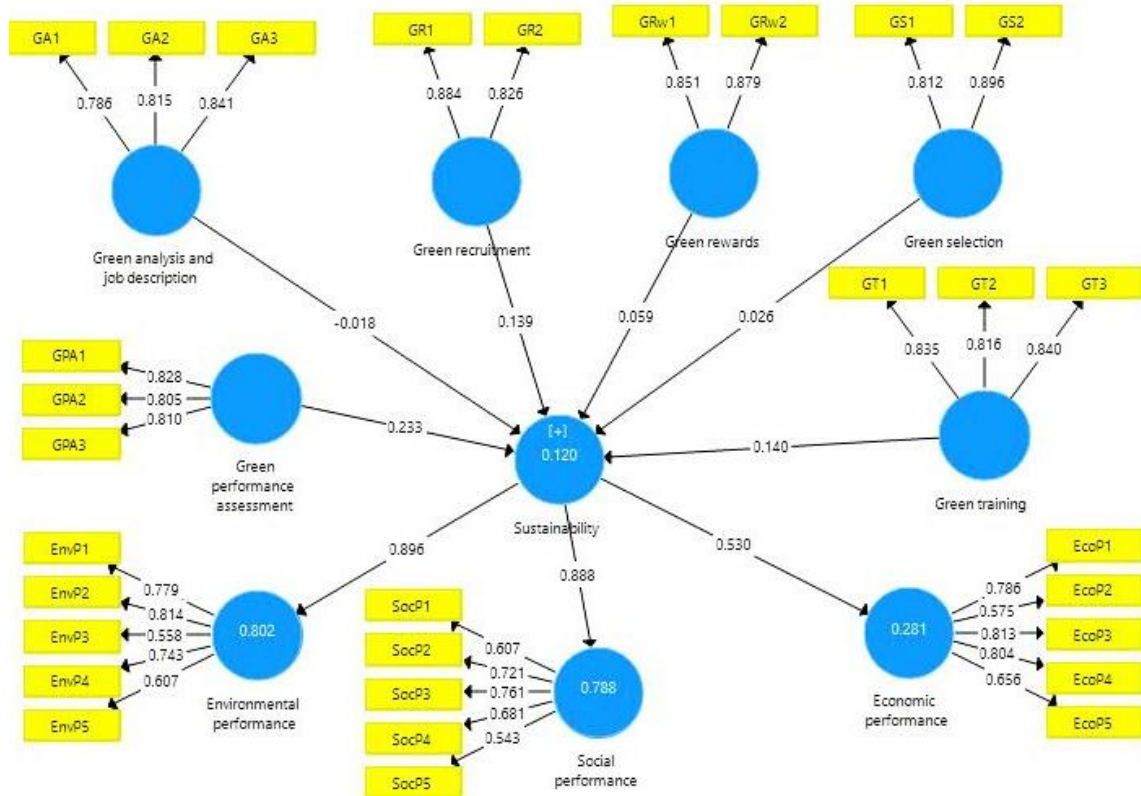 GA1
GA2
GA3
0.786
0.815
0.841
Green analysis and
job description
GR1
GR2
0.884
0.826
Green recruitment
GRw1
GRw2
0.851
0.879
Green rewards
GS1
GS2
0.812
0.896
Green selection
GT1
GT2
GT3
0.835
0.816
0.840
Green training
-0.018
0.139
0.059
0.026
GPA1
GPA2
GPA3
0.828
0.805
0.810
Green
performance
assessment
0.233
0.140
[+]
0.120
Sustainability
0.896
0.888
0.530
EnvP1
EnvP2
EnvP3
EnvP4
EnvP5
0.779
0.814
0.558
0.743
0.607
0.802
Environmental
performance
SocP1
SocP2
SocP3
SocP4
SocP5
0.607
0.721
0.761
0.681
0.543
0.788
Social
performance
EcoP1
EcoP2
EcoP3
EcoP4
EcoP5
0.786
0.575
0.813
0.804
0.656
0.281
Economic
performance